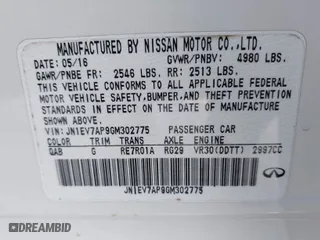 MANUFACTURED BY NISSAN MOTOR CO.,LTD.
DATE: 05/16 GVWR/PNBV: 4980 LBS.
GAWR/PNBE FR: 2546 LBS. RR: 2513 LBS.
THIS VEHICLE CONFORMS TO ALL APPLICABLE
FEDERAL MOTOR VEHICLE SAFETY, BUMPER, AND THEFT
PREVENTION STANDARDS IN EFFECT ON THE DATE OF
MANUFACTURE SHOWN ABOVE.
VIN: JN1EV7AP9GM302775 PASSENGER CAR
COLOR TRIM TRANS AXLE ENGINE
QAB G RE7R01A RG29 VR30(DDTT) 2997CC
JN1EV7AP9GM302775
INFINITI
© 2025 AUTOBIDCAR